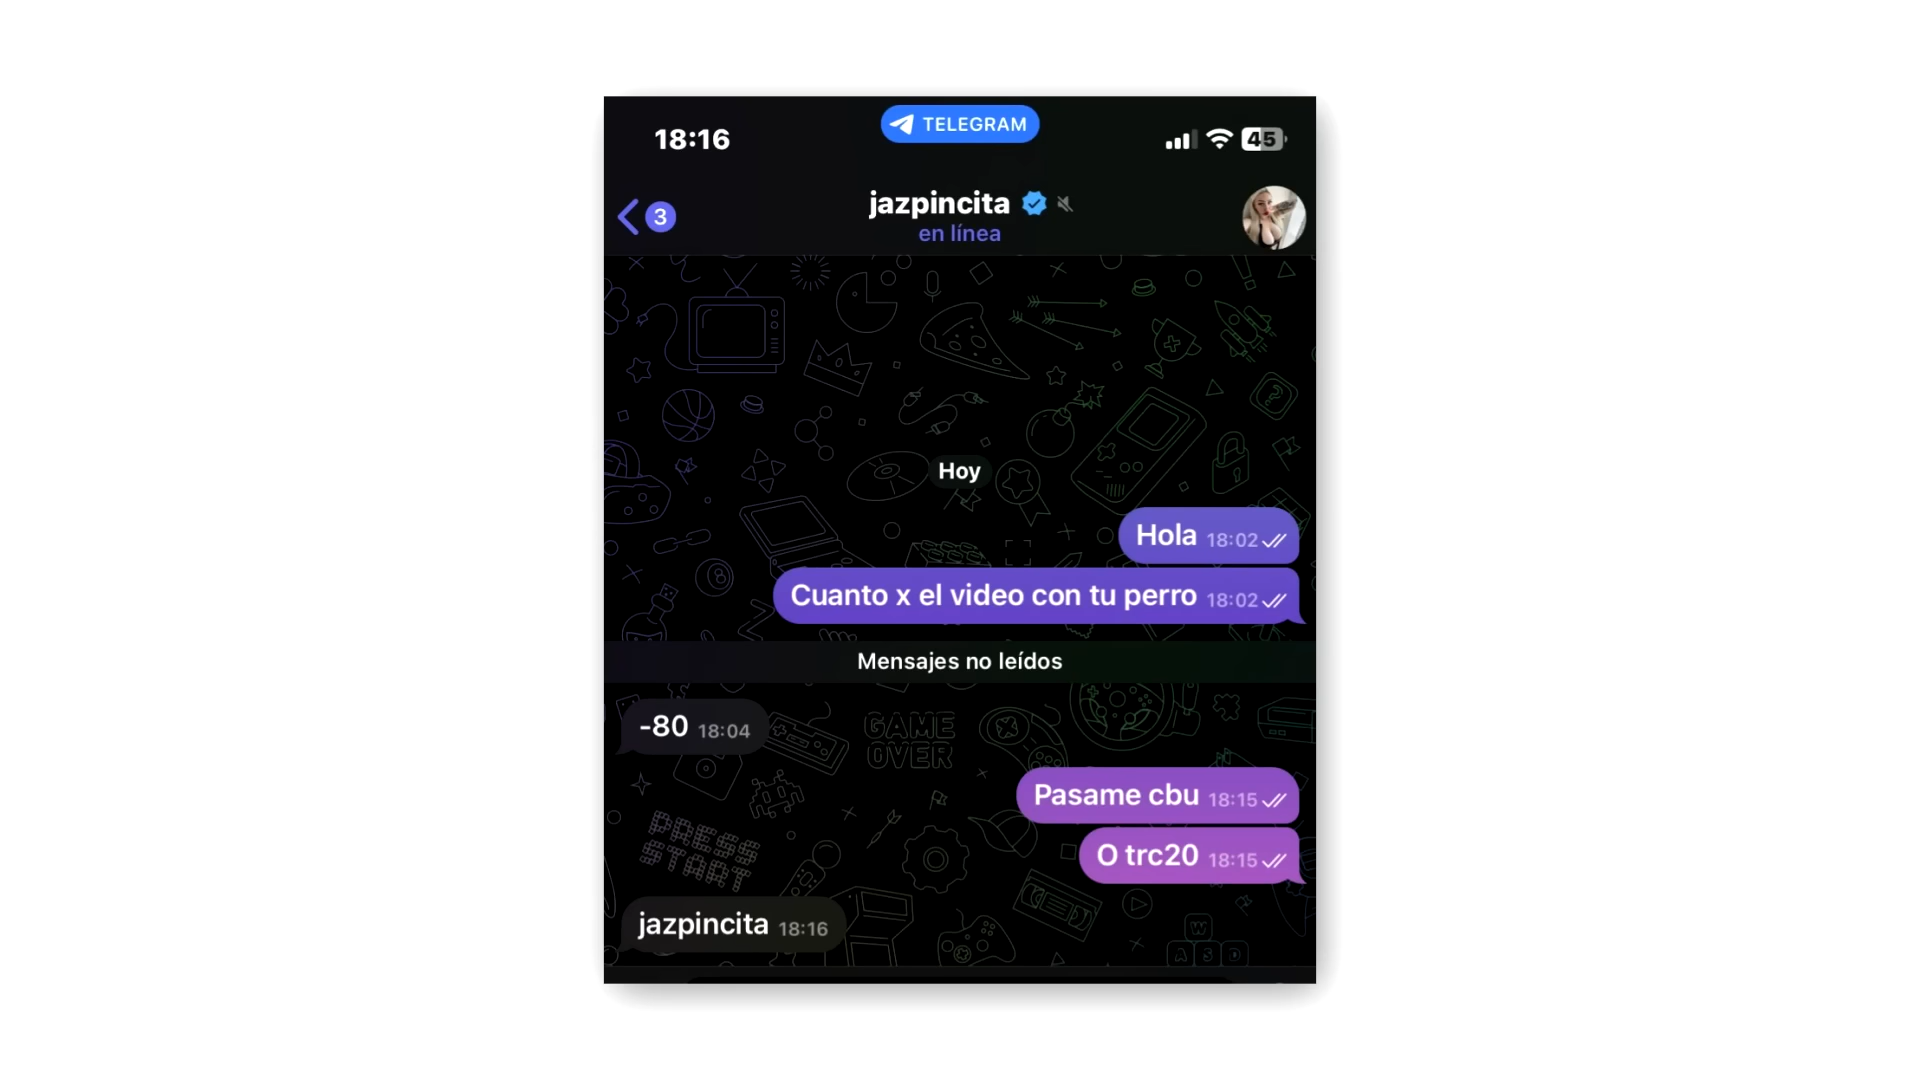 18:16
TELEGRAM
45
3
jazpincita
en línea
Hoy
Hola 18:02
Cuanto x el video con tu perro 18:02
Mensajes no leídos
-80 18:04
GAME
OVER
Pasame cbu 18:15
PRESS
START
O trc20 18:15
jazpincita 18:16
W
A S D